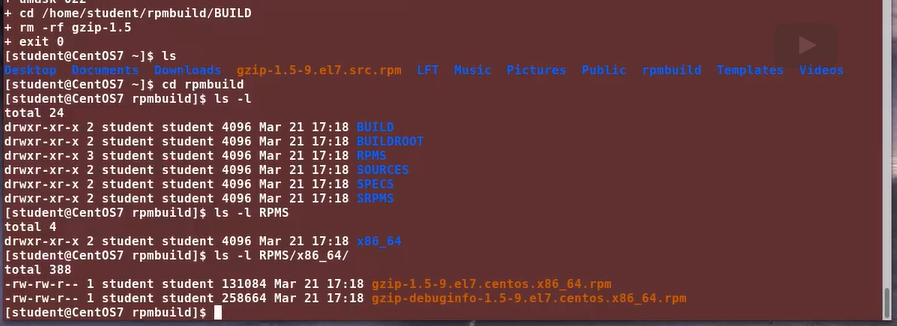 + umask 022
+ cd /home/student/rpmbuild/BUILD
+ rm -rf gzip-1.5
+ exit 0
[student@CentOS7 ~]$ ls
Desktop  Documents  Downloads  gzip-1.5-9.el7.src.rpm  LFT  Music  Pictures  Public  rpmbuild  Templates  Videos
[student@CentOS7 ~]$ cd rpmbuild
[student@CentOS7 rpmbuild]$ ls -l
total 24
drwxr-xr-x 2 student student 4096 Mar 21 17:18 BUILD
drwxr-xr-x 2 student student 4096 Mar 21 17:18 BUILDROOT
drwxr-xr-x 3 student student 4096 Mar 21 17:18 RPMS
drwxr-xr-x 2 student student 4096 Mar 21 17:18 SOURCES
drwxr-xr-x 2 student student 4096 Mar 21 17:18 SPECS
drwxr-xr-x 2 student student 4096 Mar 21 17:18 SRPMS
[student@CentOS7 rpmbuild]$ ls -l RPMS
total 4
drwxr-xr-x 2 student student 4096 Mar 21 17:18 x86_64
[student@CentOS7 rpmbuild]$ ls -l RPMS/x86_64/
total 388
-rw-rw-r-- 1 student student 131084 Mar 21 17:18 gzip-1.5-9.el7.centos.x86_64.rpm
-rw-rw-r-- 1 student student 258664 Mar 21 17:18 gzip-debuginfo-1.5-9.el7.centos.x86_64.rpm
[student@CentOS7 rpmbuild]$